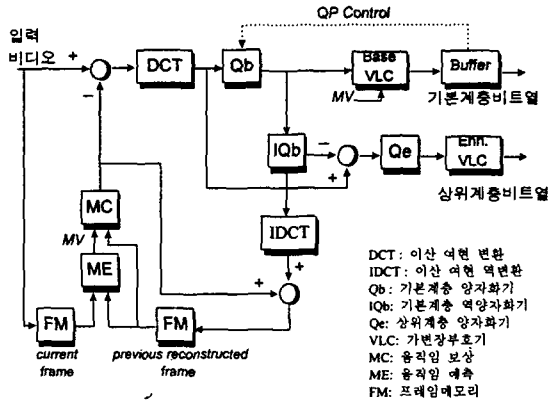 QP Control
입력
비디오
+
DCT
Qb
Base
VLC
Buffer
−
MV
기본계층비트열
IQb
−
Qe
Enh.
VLC
+
상위계층비트열
MC
IDCT
MV
+
ME
+
FM
FM
current
frame
previous reconstructed
frame
DCT : 이산 여현 변환
IDCT : 이산 여현 역변환
Qb : 기본계층 양자화기
IQb: 기본계층 역양자화기
Qe: 상위계층 양자화기
VLC: 가변장부호기
MC: 움직임 보상
ME: 움직임 예측
FM: 프레임메모리